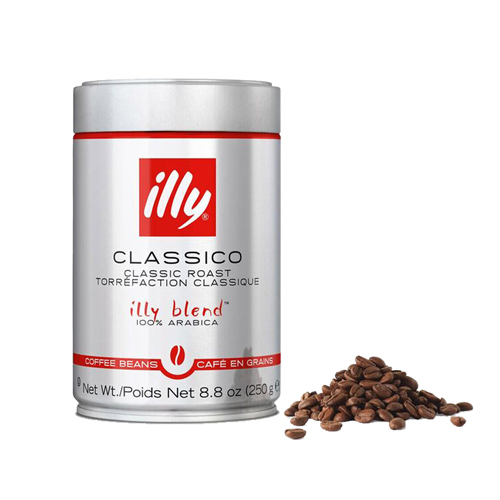 illy®
CLASSICO
CLASSIC ROAST
TORRÉFACTION CLASSIQUE
illy blend™
100% ARABICA
COFFEE BEANS CAFÉ EN GRAINS
Net Wt./Poids Net 8.8 oz (250 g) e